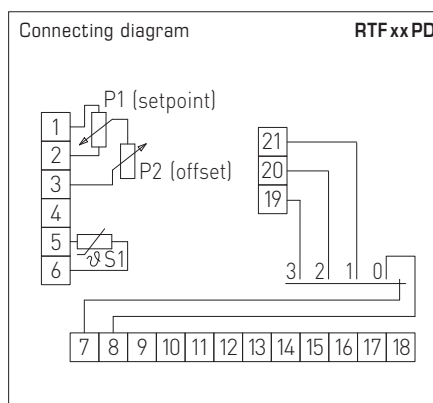 Connecting diagram RTF xx PD
P1 (setpoint)
1
2
3
4
5
6
P2 (offset)
ϑ S1
21
20
19
3 2 1 0
7 8 9 10 11 12 13 14 15 16 17 18